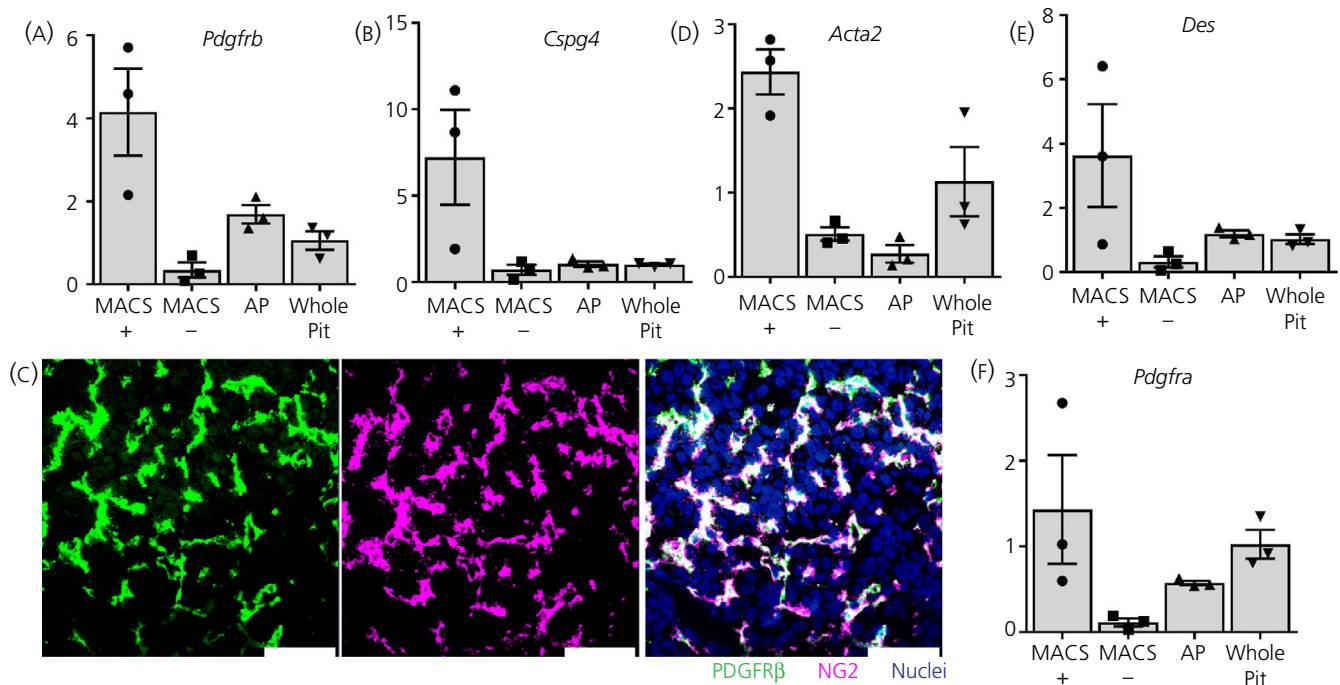 (A)
Pdgfrb
6
4
2
0
MACS MACS AP Whole
+ − Pit
(B)
Cspg4
15
10
5
0
MACS MACS AP Whole
+ − Pit
(D)
Acta2
3
2
1
0
MACS MACS AP Whole
+ − Pit
(E)
Des
8
6
4
2
0
MACS MACS AP Whole
+ − Pit
(C)
PDGFRβ NG2 Nuclei
(F)
Pdgfra
3
2
1
0
MACS MACS AP Whole
+ − Pit